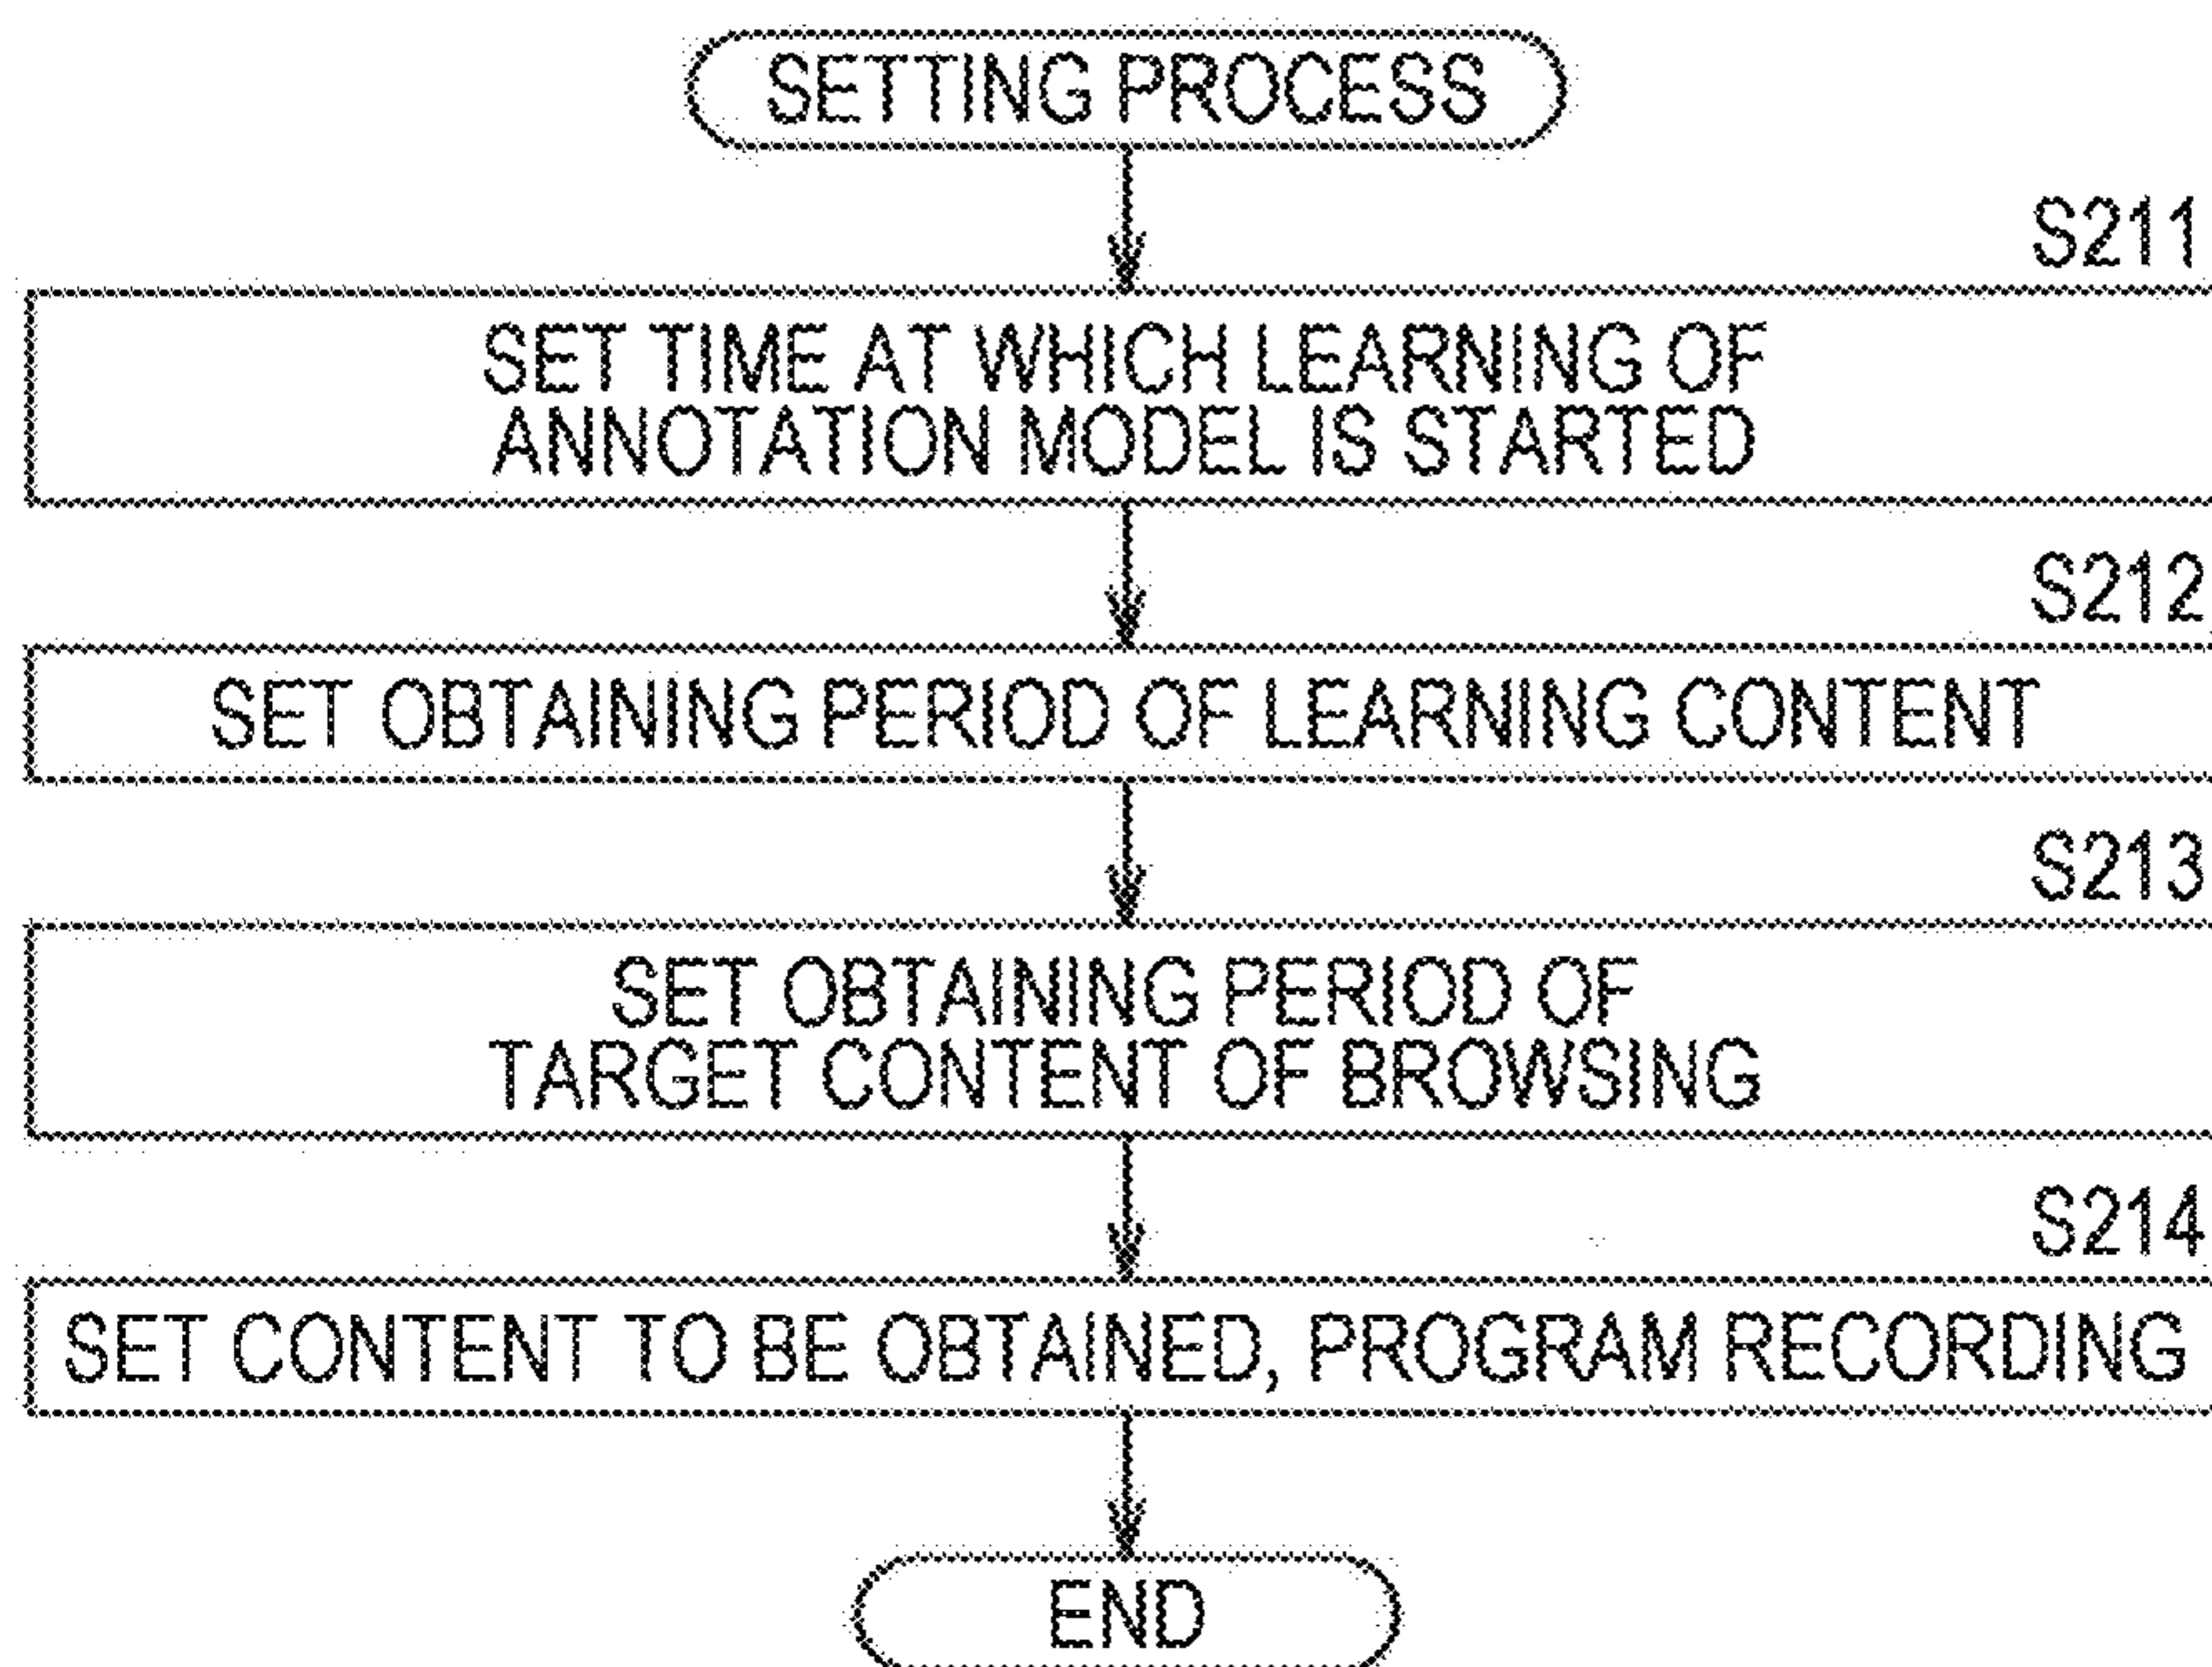 SETTING PROCESS
S211
SET TIME AT WHICH LEARNING OF
ANNOTATION MODEL IS STARTED
S212
SET OBTAINING PERIOD OF LEARNING CONTENT
S213
SET OBTAINING PERIOD OF
TARGET CONTENT OF BROWSING
S214
SET CONTENT TO BE OBTAINED, PROGRAM RECORDING
END